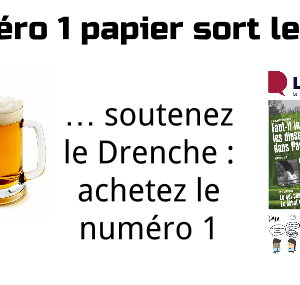 éro 1 papier sort le
… soutenez
le Drenche :
achetez le
numéro 1